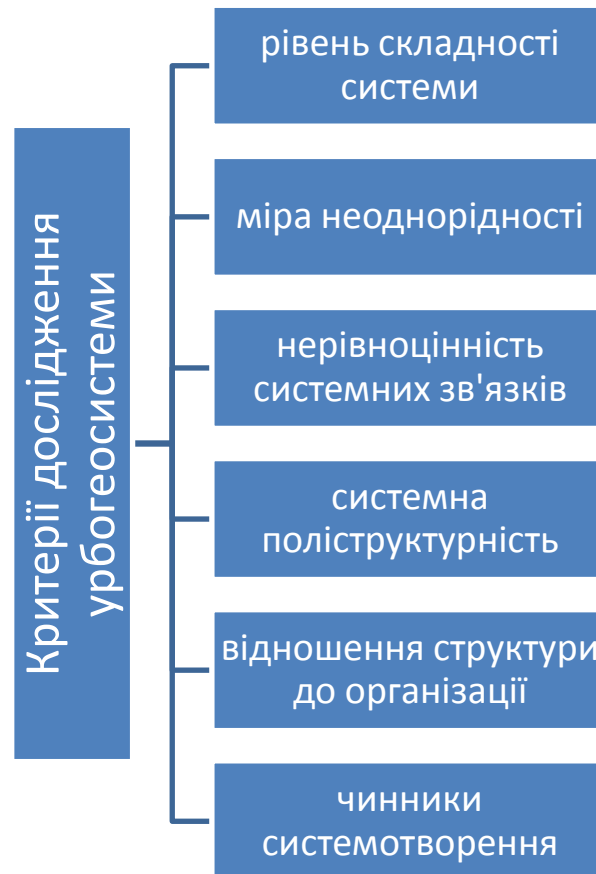 Критерії дослідження
урбогеосистеми
рівень складності
системи
міра неоднорідності
нерівноцінність
системних зв'язків
системна
поліструктурність
відношення структури
до організації
чинники
системотворення